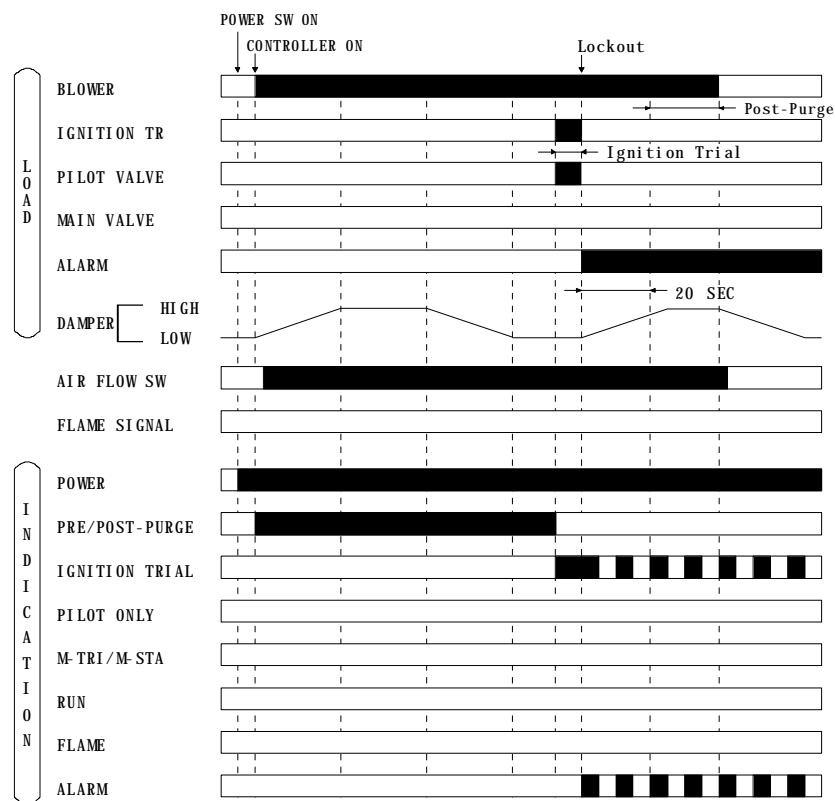 POWER SW ON
CONTROLLER ON
Lockout
LOAD
BLOWER
Post-Purge
IGNITION TR
Ignition Trial
PILOT VALVE
MAIN VALVE
ALARM
20 SEC
DAMPER
HIGH
LOW
AIR FLOW SW
FLAME SIGNAL
INDICATION
POWER
PRE/POST-PURGE
IGNITION TRIAL
PILOT ONLY
M-TRI/M-STA
RUN
FLAME
ALARM